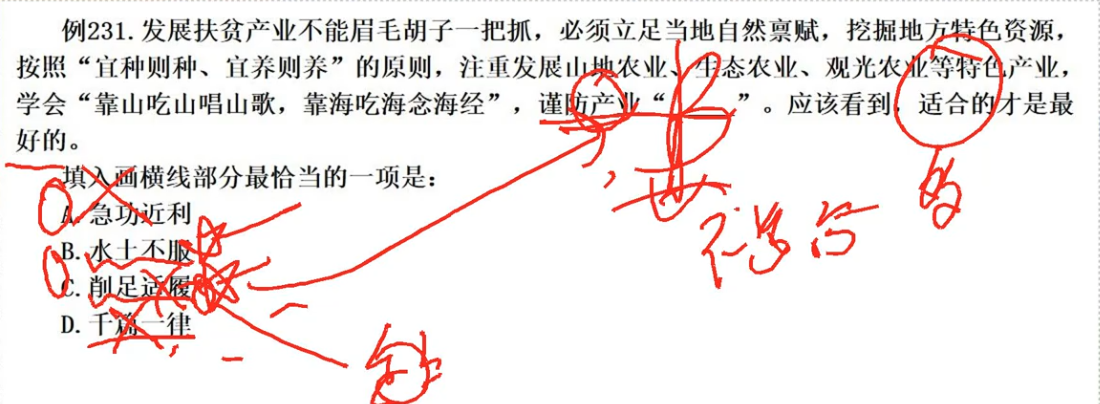 例231.发展扶贫产业不能眉毛胡子一把抓，必须立足当地自然禀赋，挖掘地方特色资源，
按照“宜种则种、宜养则养”的原则，注重发展山地农业、生态农业、观光农业等特色产业，
学会“靠山吃山唱山歌，靠海吃海念海经”，谨防产业“______”。应该看到，适合的才是最
好的。
填入画横线部分最恰当的一项是：
A.急功近利
B.水土不服
C.削足适履
D.千篇一律
不适合